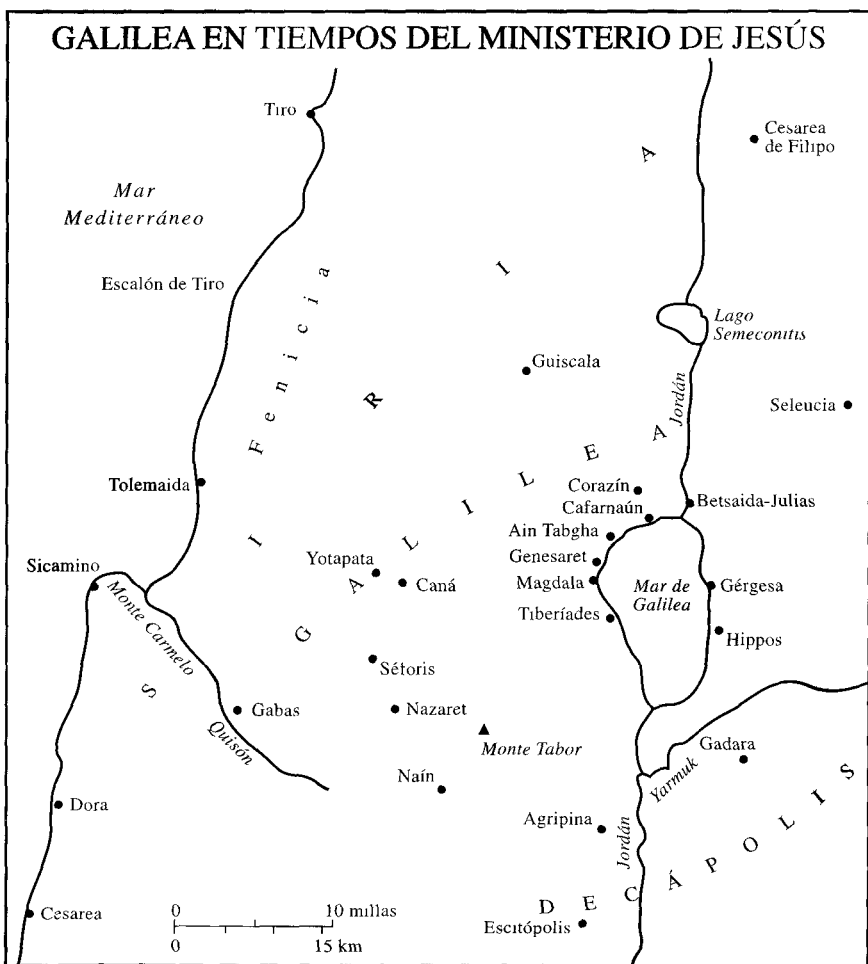 GALILEA EN TIEMPOS DEL MINISTERIO DE JESÚS
Tiro
Cesarea
de Filipo
Mar
Mediterráneo
Escalón de Tiro
Fenicia
SIRIA
Lago
Semeconitis
Guiscala
Jordán
Seleucia
GALILEA
Tolemaida
Corazín
Betsaida-Julias
Cafarnaún
Ain Tabgha
Yotapata
Genesaret
Sicamino
Caná
Magdala
Mar de
Galilea
Gérgesa
Monte Carmelo
Tiberíades
Hippos
Séforis
Gabas
Nazaret
Quisón
Monte Tabor
Gadara
Yarmuk
Naín
Dora
Agripina
Jordán
DECÁPOLIS
Cesarea
0 10 millas
0 15 km
Escitópolis